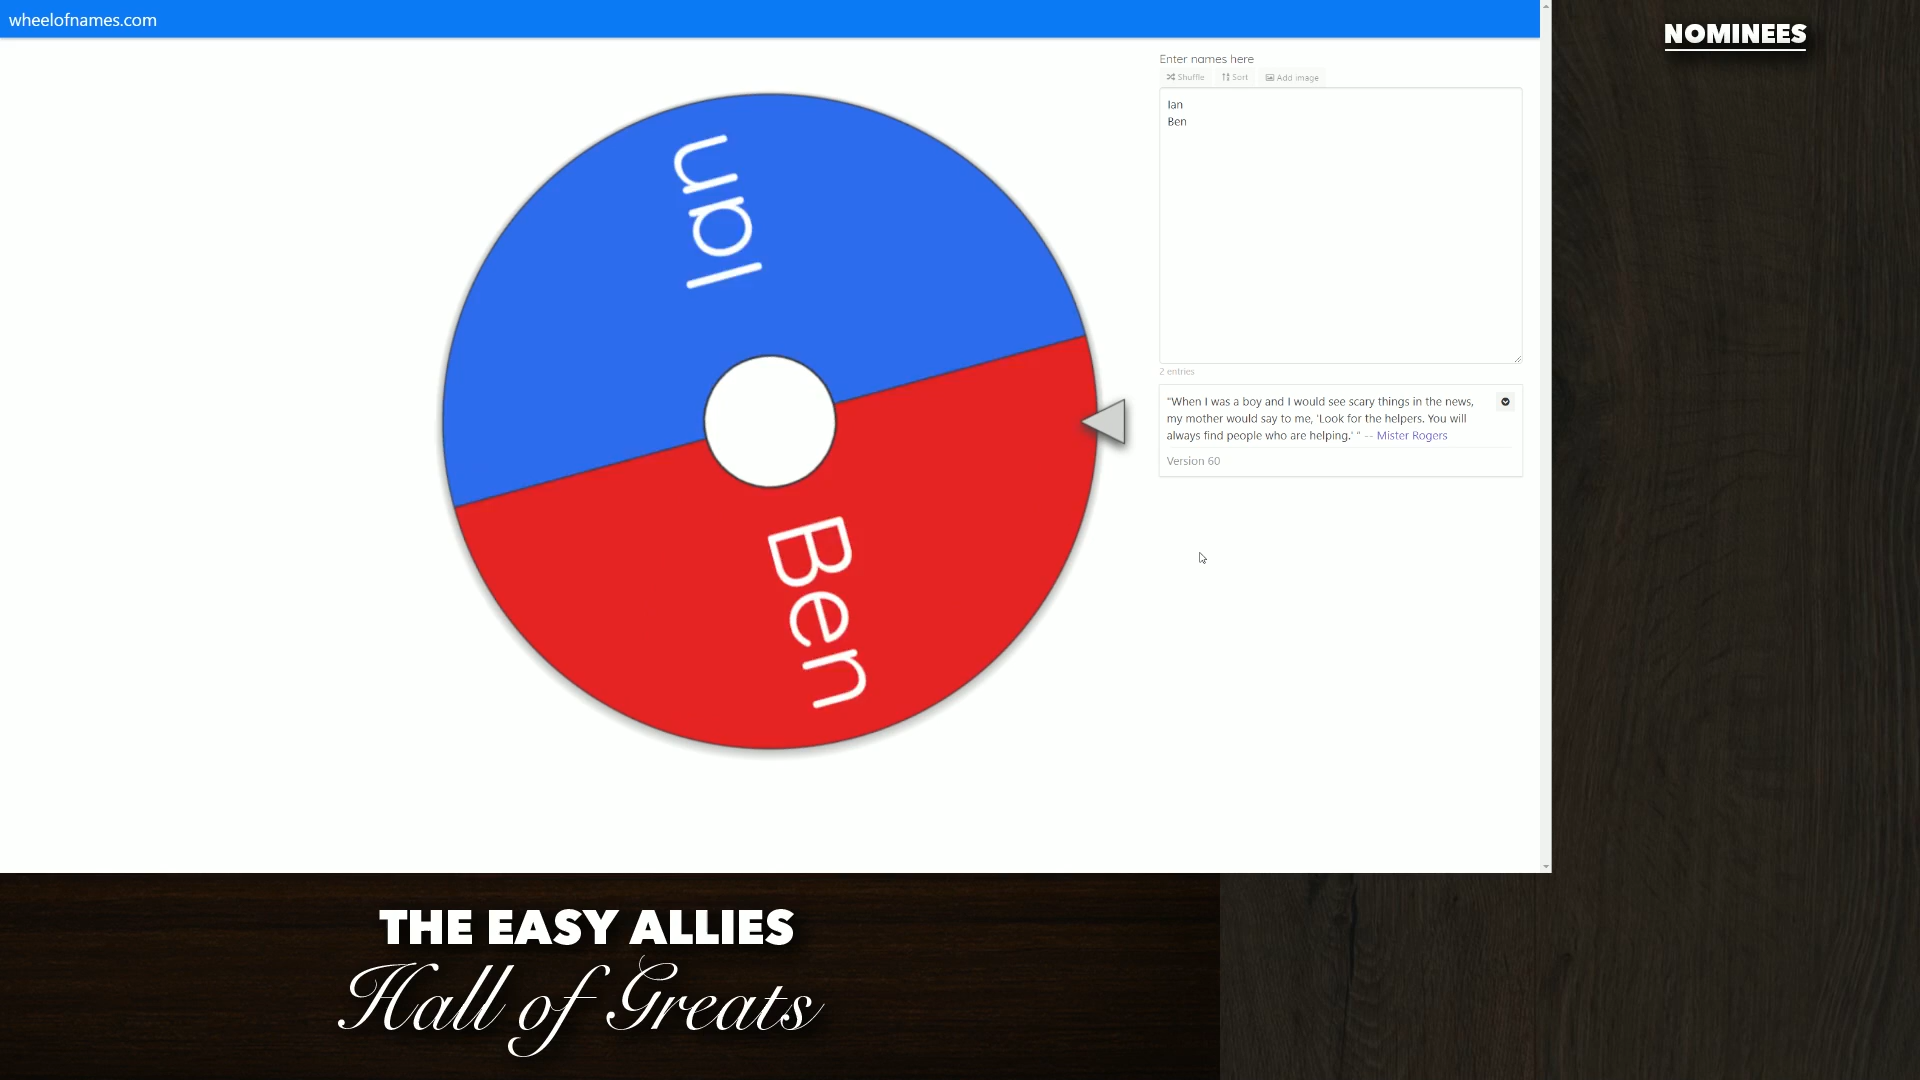 wheelofnames.com
NOMINEES
Enter names here
Shuffle Sort Add image
Ian
Ben
Ian
Ben
2 entries
"When I was a boy and I would see scary things in the news,
my mother would say to me, 'Look for the helpers. You will
always find people who are helping.' " -- Mister Rogers
Version 60
THE EASY ALLIES
Hall of Greats